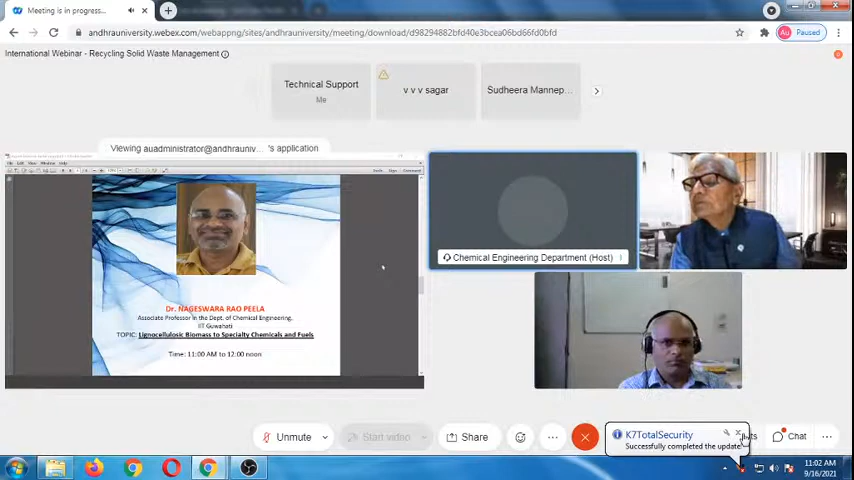 Meeting is in progress...
andhrauniversity.webex.com/webappng/sites/andhrauniversity/meeting/download/d98294882bfd40e3bcea06bd66fd0bfd
Au Paused
International Webinar - Recycling Solid Waste Management
Technical Support
Me
v v v sagar
Sudheera Mannep...
Viewing auadministrator@andhrauniv... 's application
Dr. NAGESWARA RAO PEELA
Associate Professor in the Dept. of Chemical Engineering,
IIT Guwahati
TOPIC: Lignocellulosic Biomass to Specialty Chemicals and Fuels
Time: 11:00 AM to 12:00 noon
Chemical Engineering Department (Host)
Unmute
Start video
Share
Chat
K7TotalSecurity
Successfully completed the update.
11:02 AM
9/16/2021